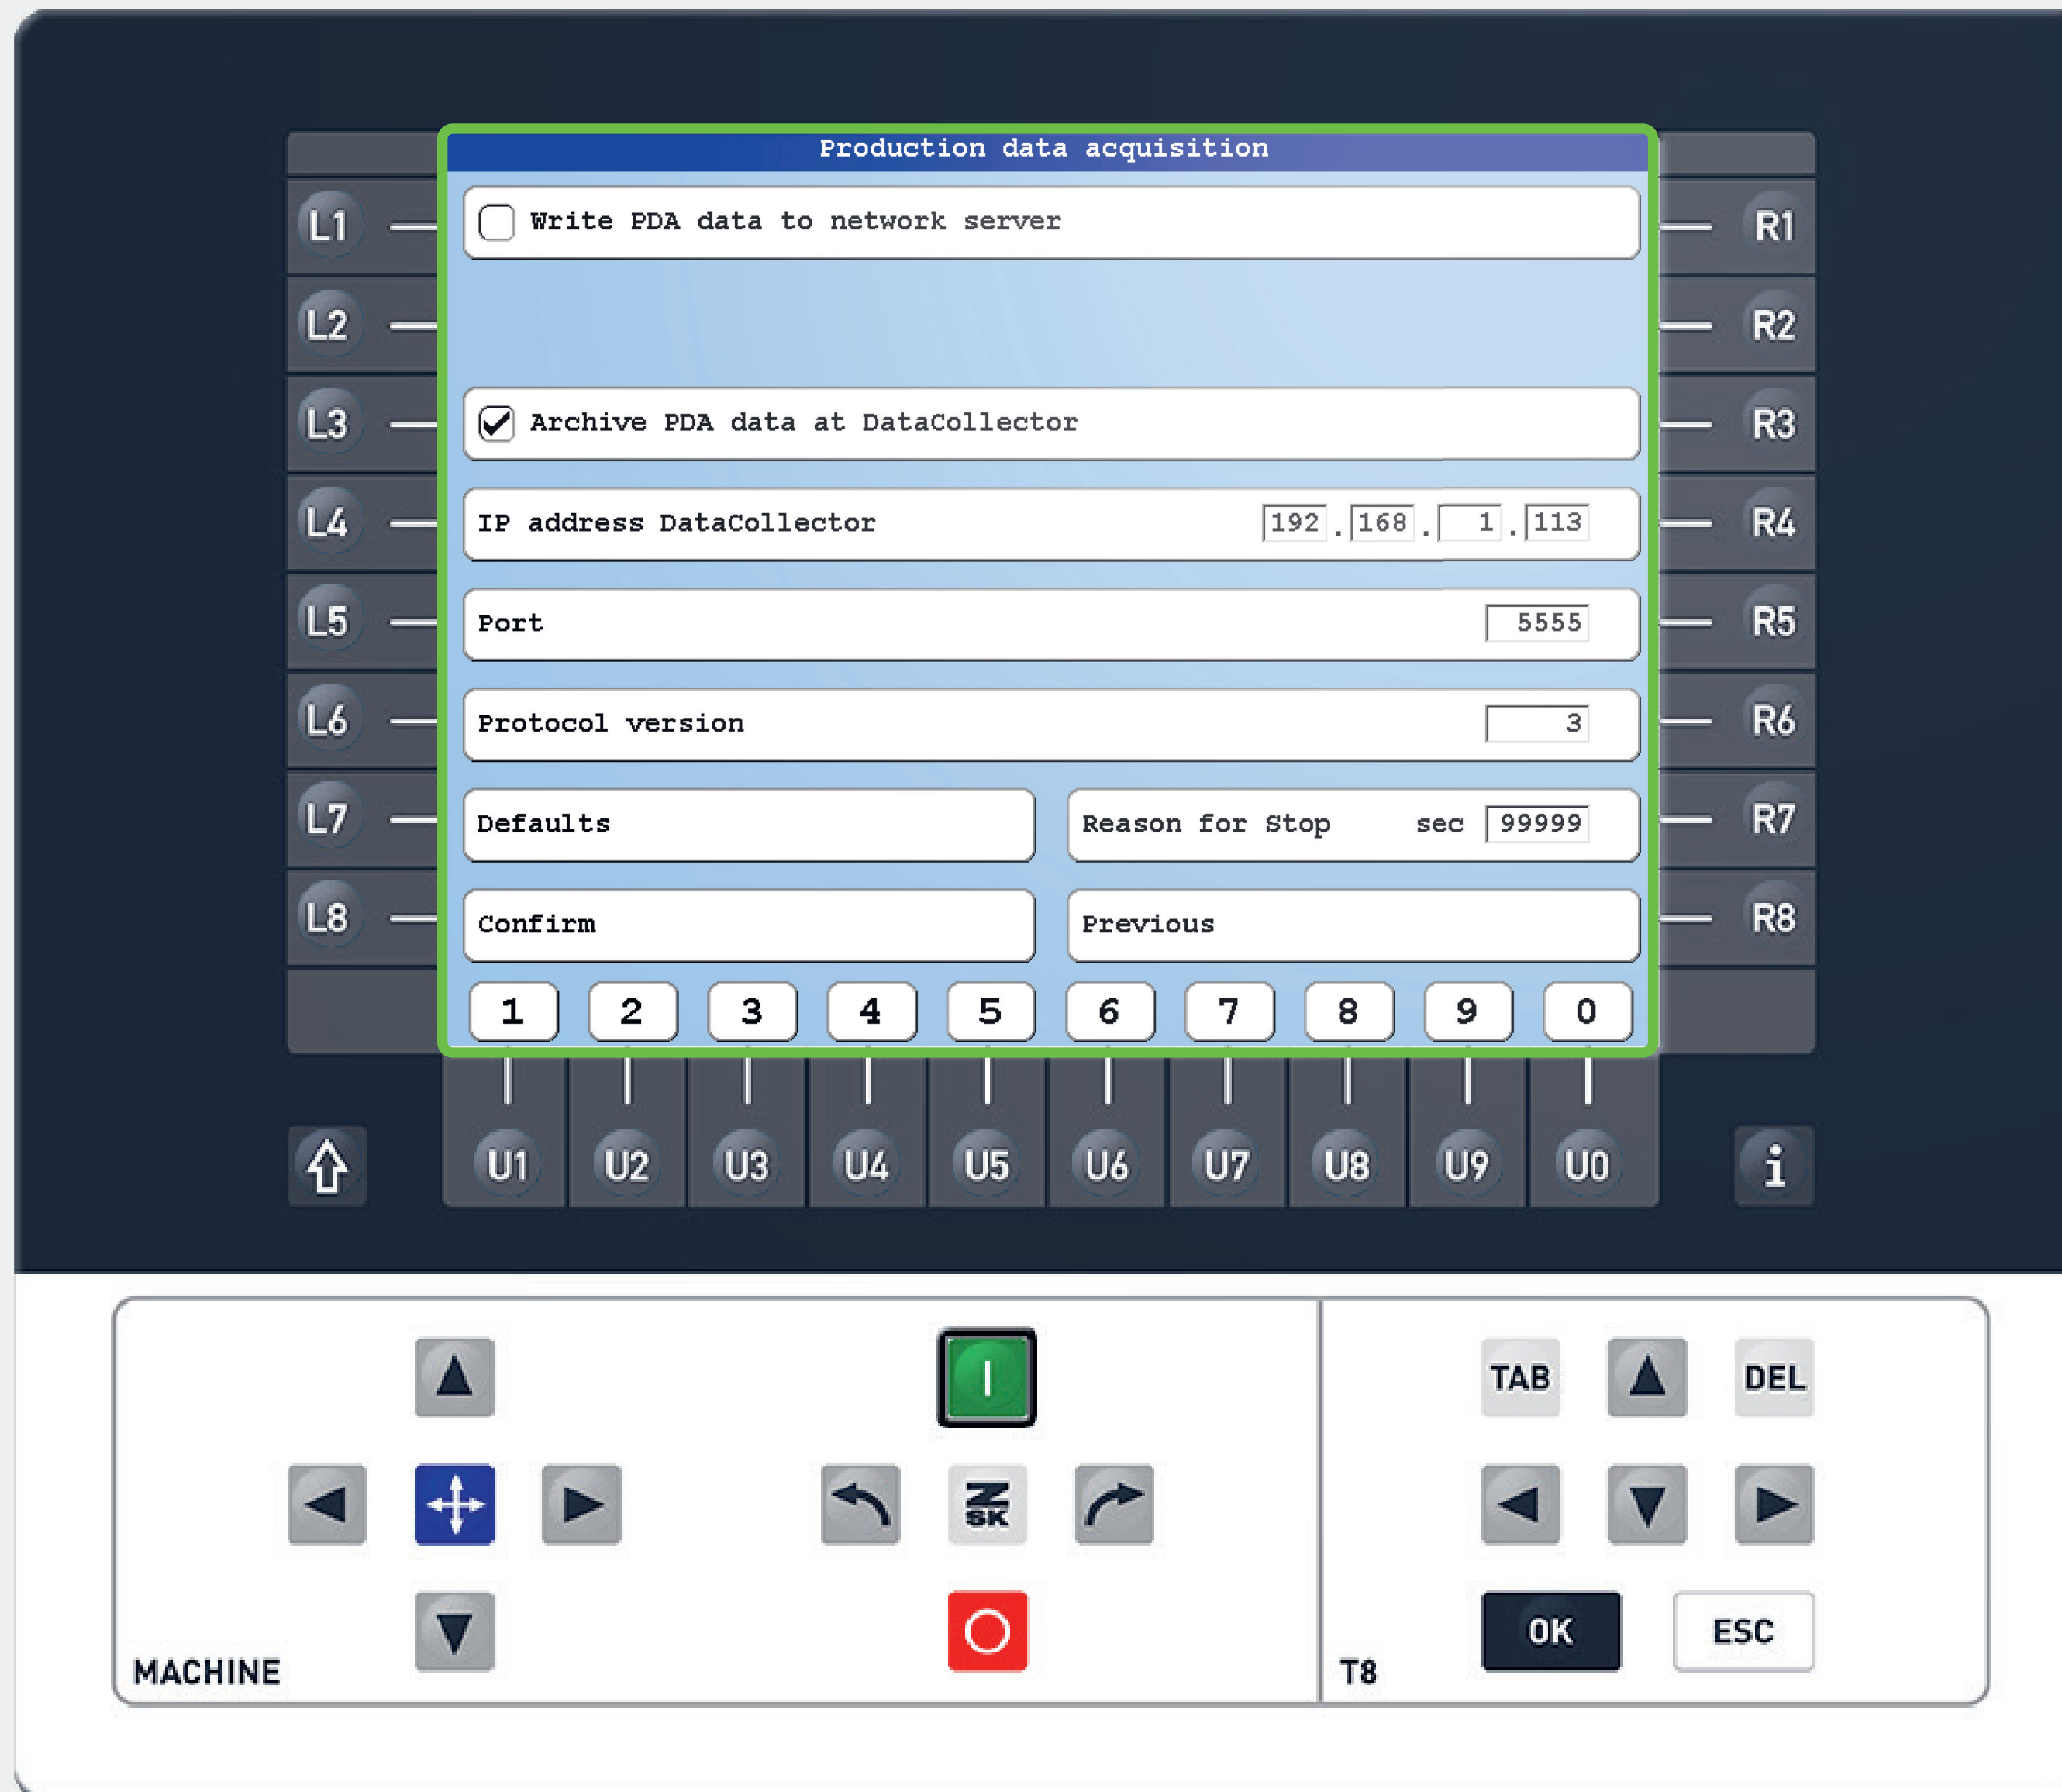 Production data acquisition
L1 Write PDA data to network server R1
L2 R2
L3 Archive PDA data at DataCollector R3
L4 IP address DataCollector 192 . 168 . 1 . 113 R4
L5 Port 5555 R5
L6 Protocol version 3 R6
L7 Defaults Reason for Stop sec 99999 R7
L8 Confirm Previous R8
1 2 3 4 5 6 7 8 9 0
U1 U2 U3 U4 U5 U6 U7 U8 U9 U0 i
TAB DEL
Z SK
OK ESC
MACHINE T8